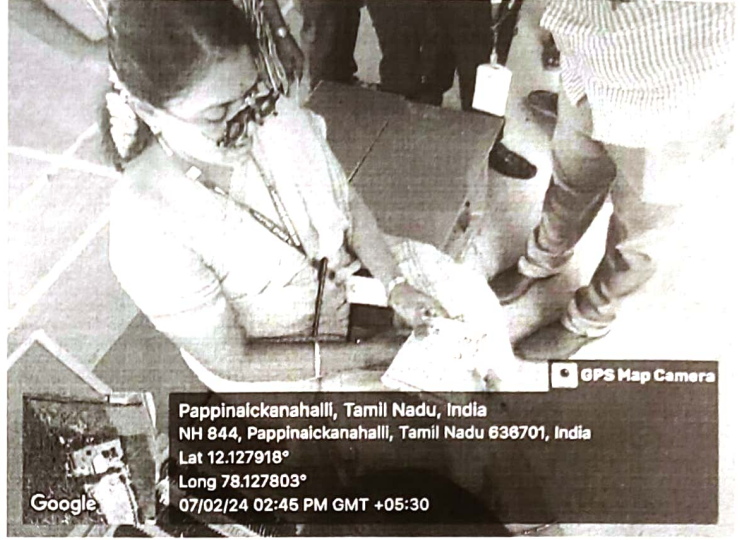 GPS Map Camera
Pappinaickanahalli, Tamil Nadu, India
NH 844, Pappinaickanahalli, Tamil Nadu 636701, India
Lat 12.127918°
Long 78.127803°
07/02/24 02:45 PM GMT +05:30
Google